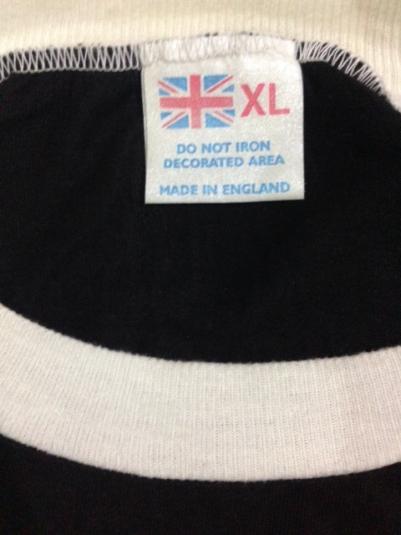 XL
DO NOT IRON
DECORATED AREA
MADE IN ENGLAND